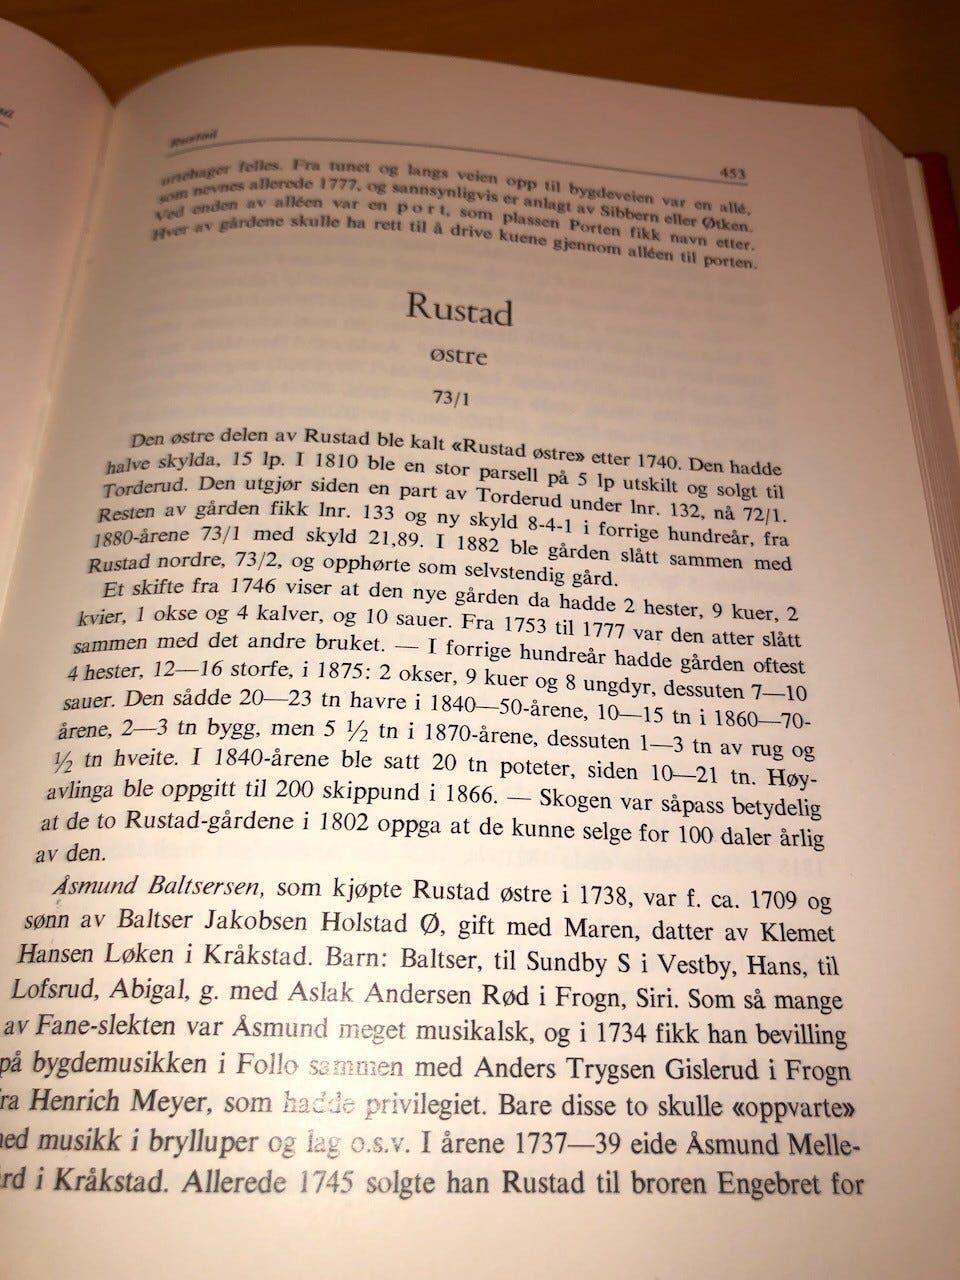 Rustad
453
urtehager felles. Fra tunet og langs veien opp til bygdeveien var en allé,
som nevnes allerede 1777, og sannsynligvis er anlagt av Sibbern eller Øtken.
Ved enden av alléen var en port, som plassen Porten fikk navn etter.
Hver av gårdene skulle ha rett til å drive kuene gjennom alléen til porten.
Rustad
østre
73/1
Den østre delen av Rustad ble kalt «Rustad østre» etter 1740. Den hadde
halve skylda, 15 lp. I 1810 ble en stor parsell på 5 lp utskilt og solgt til
Torderud. Den utgjør siden en part av Torderud under lnr. 132, nå 72/1.
Resten av gården fikk lnr. 133 og ny skyld 8-4-1 i forrige hundreår, fra
1880-årene 73/1 med skyld 21,89. I 1882 ble gården slått sammen med
Rustad nordre, 73/2, og opphørte som selvstendig gård.
Et skifte fra 1746 viser at den nye gården da hadde 2 hester, 9 kuer, 2
kvier, 1 okse og 4 kalver, og 10 sauer. Fra 1753 til 1777 var den atter slått
sammen med det andre bruket. — I forrige hundreår hadde gården oftest
4 hester, 12—16 storfe, i 1875: 2 okser, 9 kuer og 8 ungdyr, dessuten 7—10
sauer. Den sådde 20—23 tn havre i 1840—50-årene, 10—15 tn i 1860—70-
årene, 2—3 tn bygg, men 5 ½ tn i 1870-årene, dessuten 1—3 tn av rug og
½ tn hveite. I 1840-årene ble satt 20 tn poteter, siden 10—21 tn. Høy-
avlinga ble oppgitt til 200 skippund i 1866. — Skogen var såpass betydelig
at de to Rustad-gårdene i 1802 oppga at de kunne selge for 100 daler årlig
av den.
Åsmund Baltsersen, som kjøpte Rustad østre i 1738, var f. ca. 1709 og
sønn av Baltser Jakobsen Holstad Ø, gift med Maren, datter av Klemet
Hansen Løken i Kråkstad. Barn: Baltser, til Sundby S i Vestby, Hans, til
Lofsrud, Abigal, g. med Aslak Andersen Rød i Frogn, Siri. Som så mange
av Fane-slekten var Åsmund meget musikalsk, og i 1734 fikk han bevilling
på bygdemusikken i Follo sammen med Anders Trygsen Gislerud i Frogn
ra Henrich Meyer, som hadde privilegiet. Bare disse to skulle «oppvarte»
ned musikk i brylluper og lag o.s.v. I årene 1737—39 eide Åsmund Melle-
rd i Kråkstad. Allerede 1745 solgte han Rustad til broren Engebret for